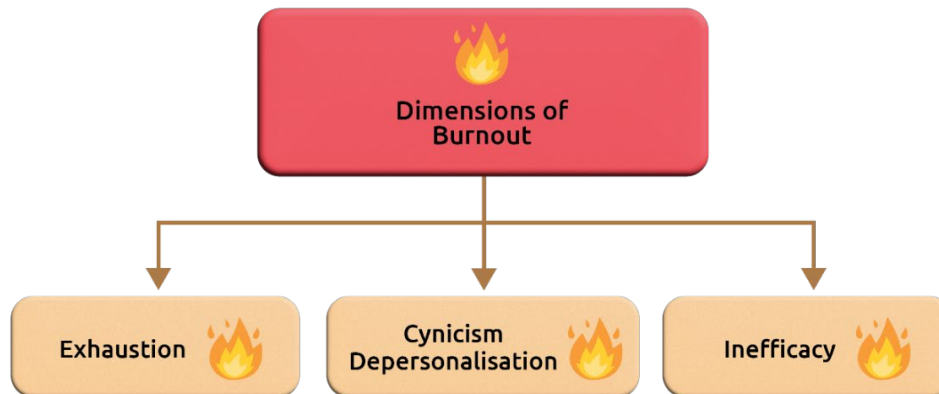 Dimensions of
Burnout
Exhaustion
Cynicism
Depersonalisation
Inefficacy